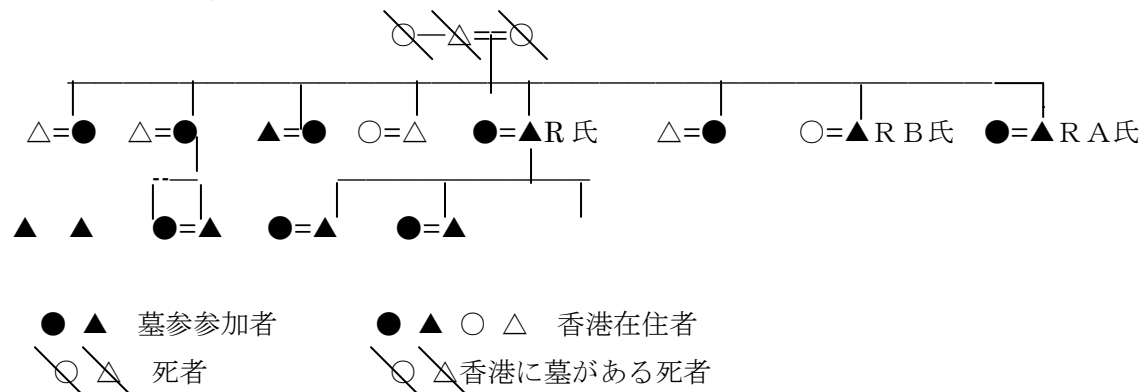 ○―△==○
△=● △=● ▲=● ○=△ ●=▲R氏 △=● ○=▲RB氏 ●=▲RA氏
▲ ▲ ●=▲ ●=▲ ●=▲
● ▲ 墓参参加者 ● ▲ ○ △ 香港在住者
○ △ 死者 ○ △香港に墓がある死者